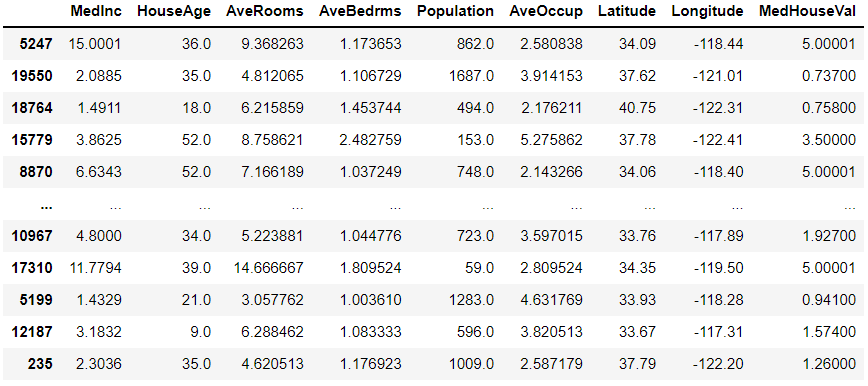 MedInc HouseAge AveRooms AveBedrms Population AveOccup Latitude Longitude MedHouseVal
5247 15.0001 36.0 9.368263 1.173653 862.0 2.580838 34.09 -118.44 5.00001
19550 2.0885 35.0 4.812065 1.106729 1687.0 3.914153 37.62 -121.01 0.73700
18764 1.4911 18.0 6.215859 1.453744 494.0 2.176211 40.75 -122.31 0.75800
15779 3.8625 52.0 8.758621 2.482759 153.0 5.275862 37.78 -122.41 3.50000
8870 6.6343 52.0 7.166189 1.037249 748.0 2.143266 34.06 -118.40 5.00001
... ... ... ... ... ... ... ... ... ...
10967 4.8000 34.0 5.223881 1.044776 723.0 3.597015 33.76 -117.89 1.92700
17310 11.7794 39.0 14.666667 1.809524 59.0 2.809524 34.35 -119.50 5.00001
5199 1.4329 21.0 3.057762 1.003610 1283.0 4.631769 33.93 -118.28 0.94100
12187 3.1832 9.0 6.288462 1.083333 596.0 3.820513 33.67 -117.31 1.57400
235 2.3036 35.0 4.620513 1.176923 1009.0 2.587179 37.79 -122.20 1.26000